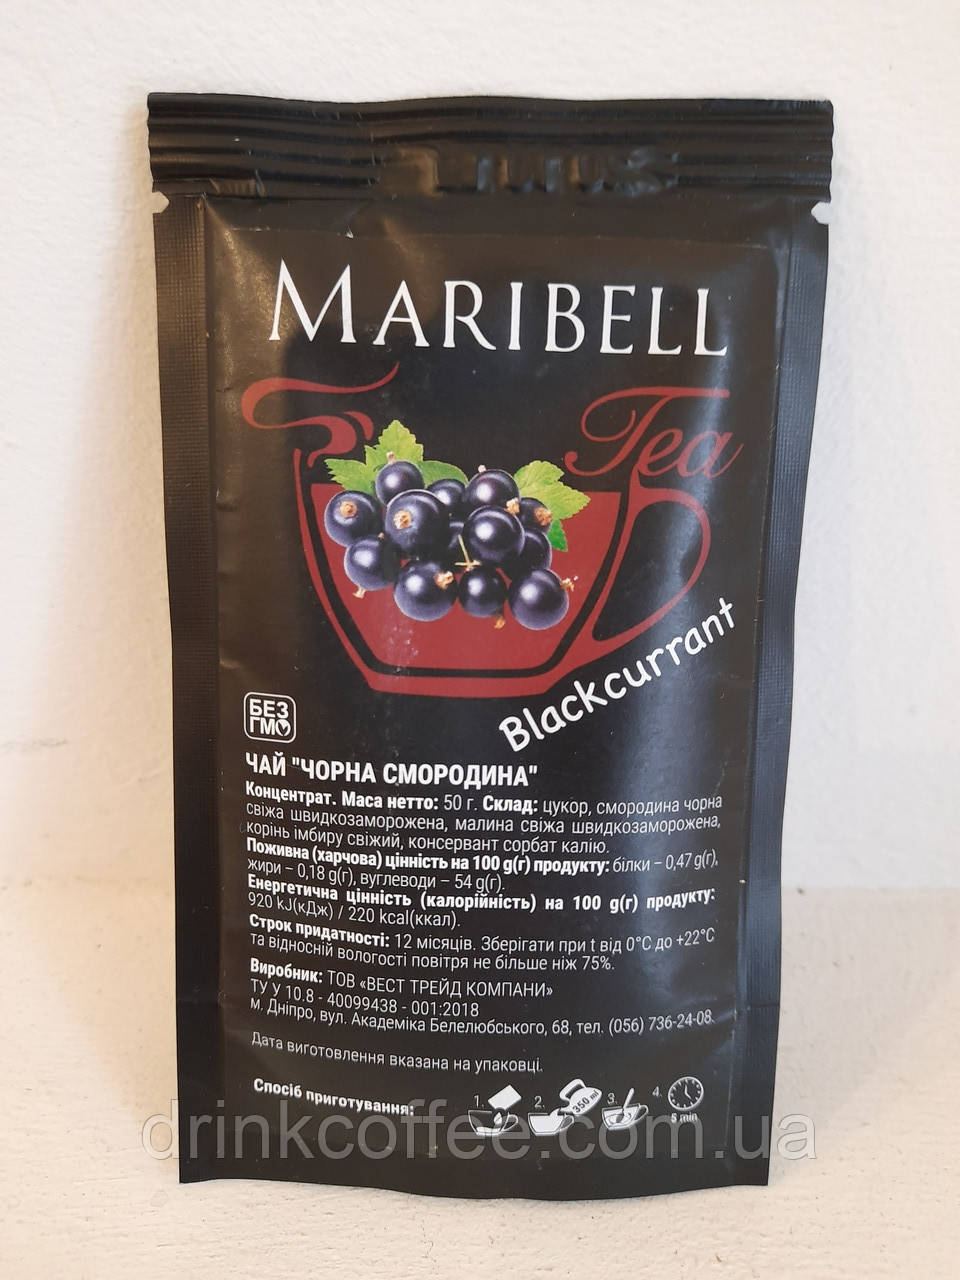 MARIBELL
Tea
Blackcurrant
БЕЗ
ГМО
ЧАЙ "ЧОРНА СМОРОДИНА"
Концентрат. Маса нетто: 50 г. Склад: цукор, смородина чорна
свіжа швидкозаморожена, малина свіжа швидкозаморожена,
корінь імбиру свіжий, консервант сорбат калію.
Поживна (харчова) цінність на 100 g(г) продукту: білки – 0,47 g(г),
жири – 0,18 g(г), вуглеводи – 54 g(г).
Енергетична цінність (калорійність) на 100 g(г) продукту:
920 kJ(кДж) / 220 kcal(ккал).
Строк придатності: 12 місяців. Зберігати при t від 0°С до +22°С
та відносній вологості повітря не більше ніж 75%.
Виробник: ТОВ «ВЕСТ ТРЕЙД КОМПАНИ»
ТУ У 10.8 - 40099438 - 001:2018
м. Дніпро, вул. Академіка Белелюбського, 68, тел. (056) 736-24-08.
Дата виготовлення вказана на упаковці.
Спосіб приготування:
1. 2. 350 ml 3. 4. 5 min
drinkcoffee.com.ua